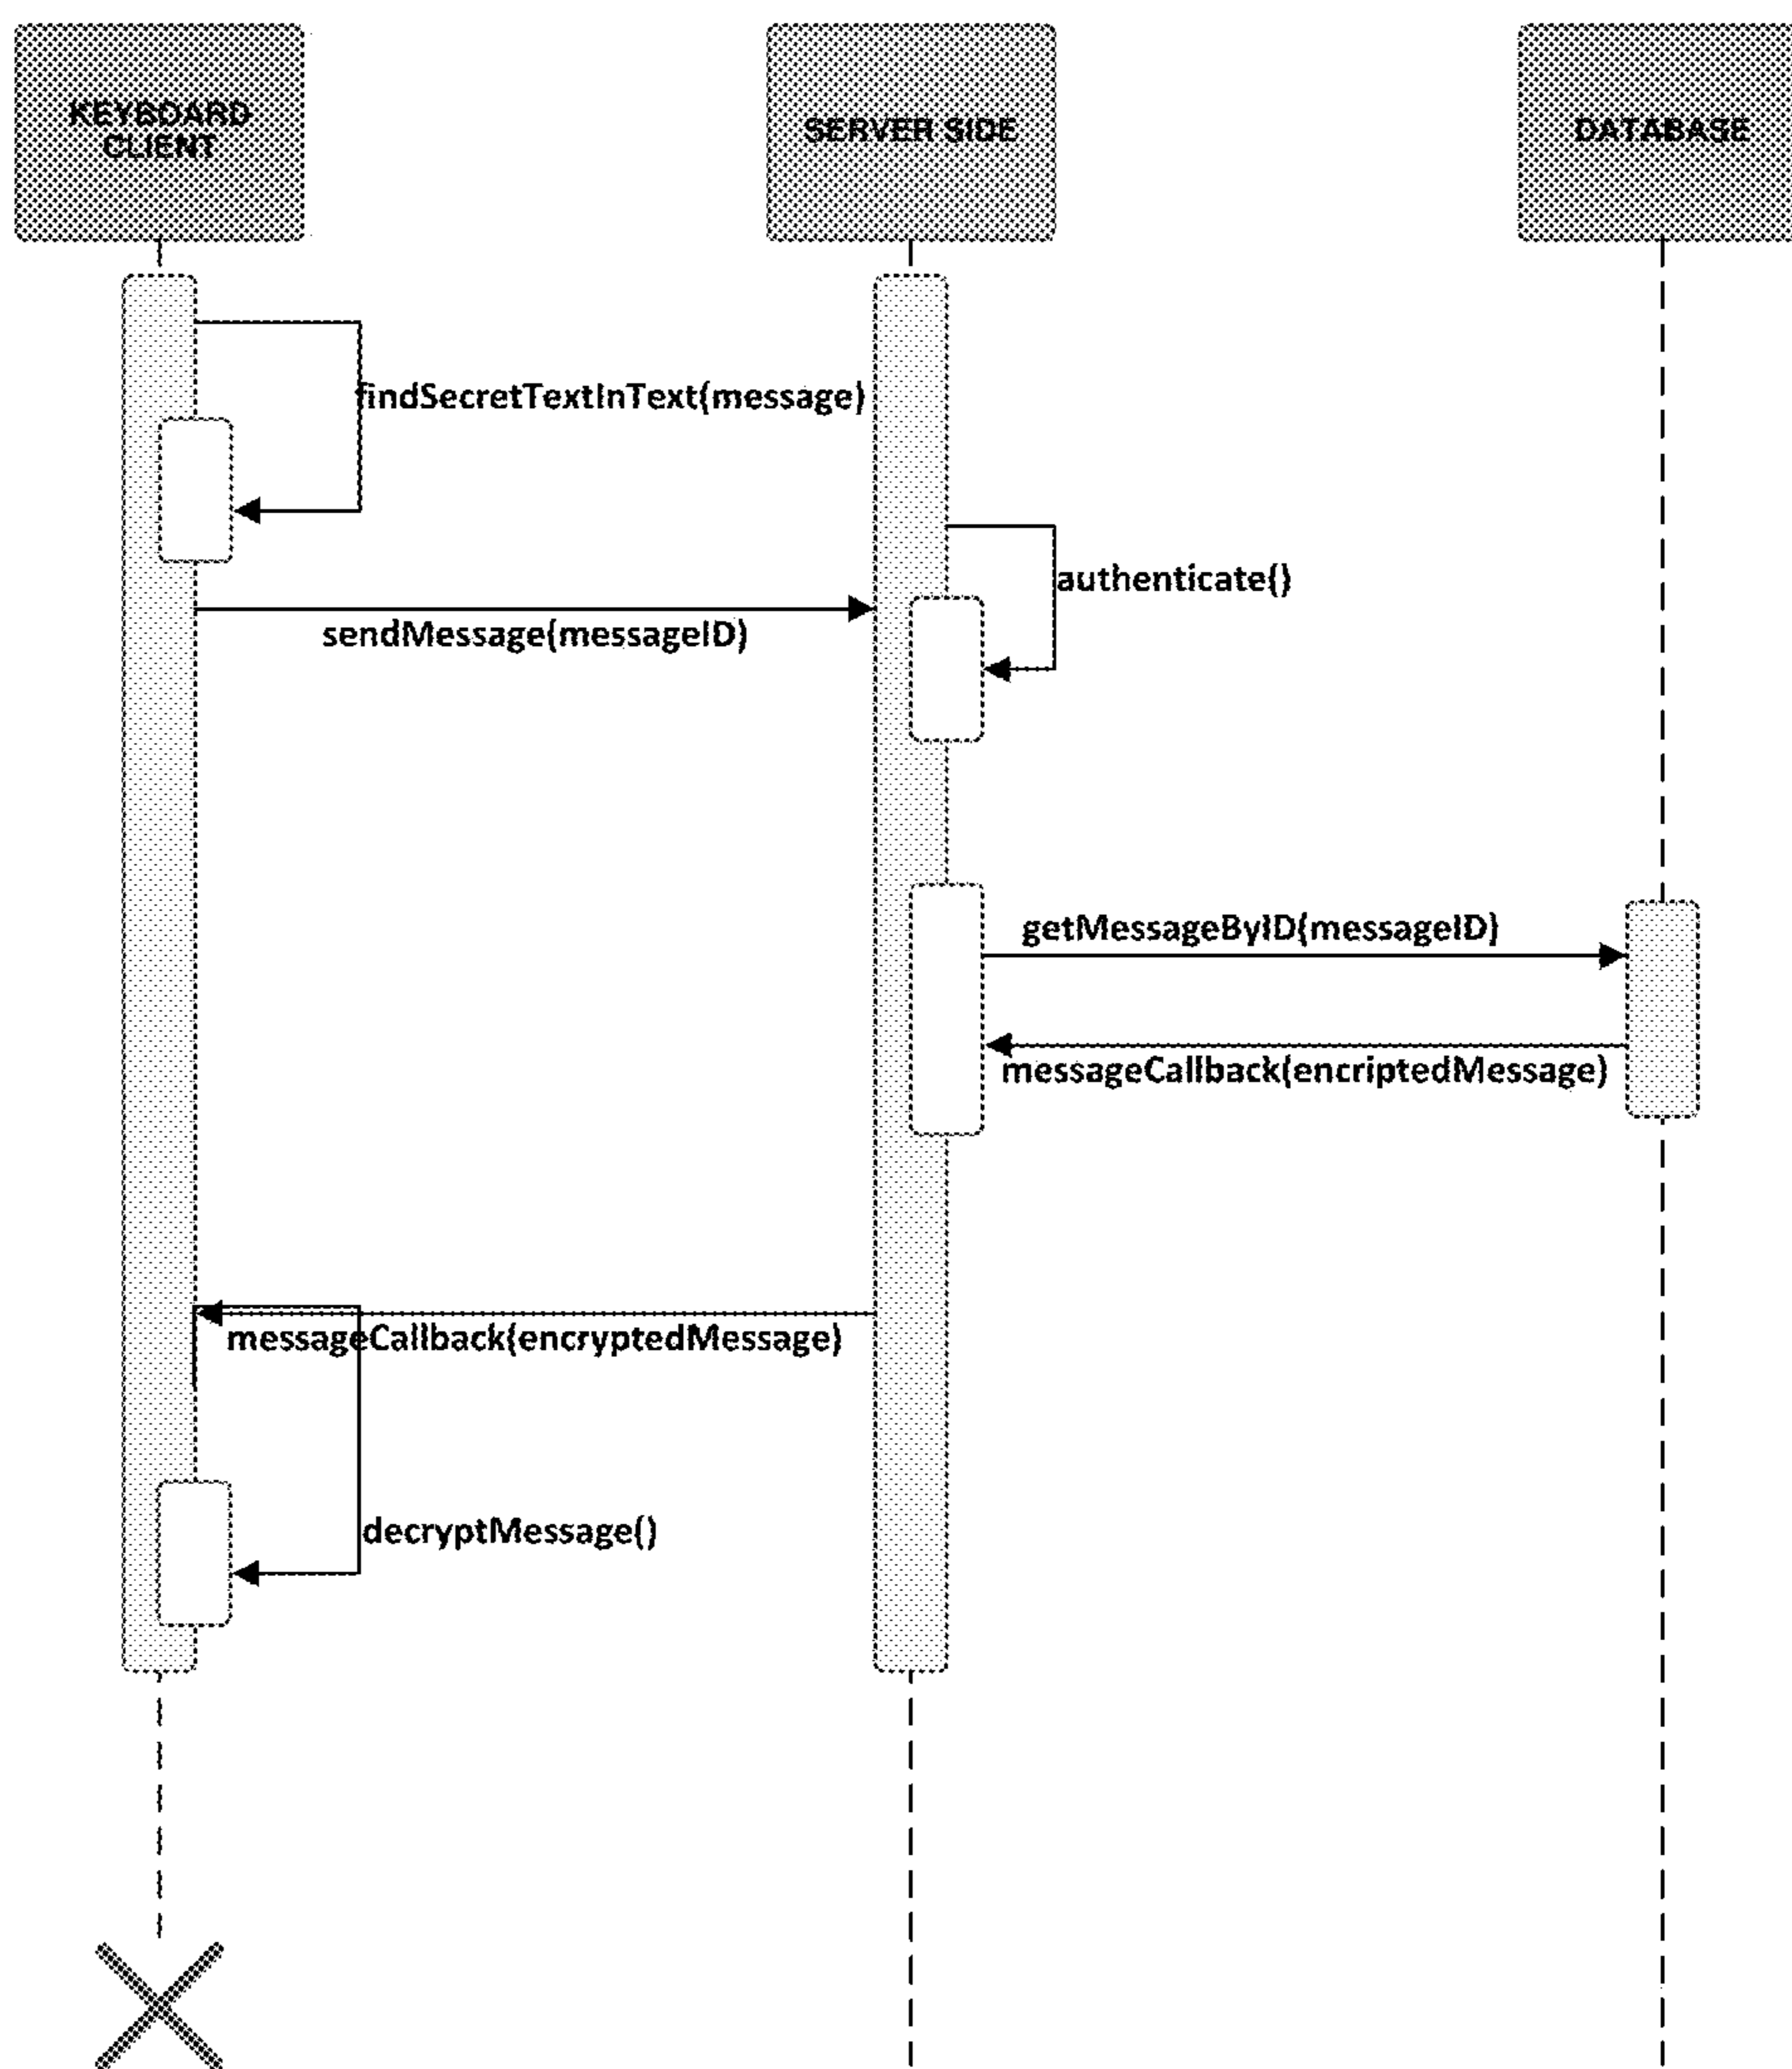 KEYBOARD
CLIENT
SERVER SIDE
DATABASE
findSecretTextInText(message)
authenticate()
sendMessage(messageID)
getMessageByID(messageID)
messageCallback(encriptedMessage)
messageCallback(encryptedMessage)
decryptMessage()